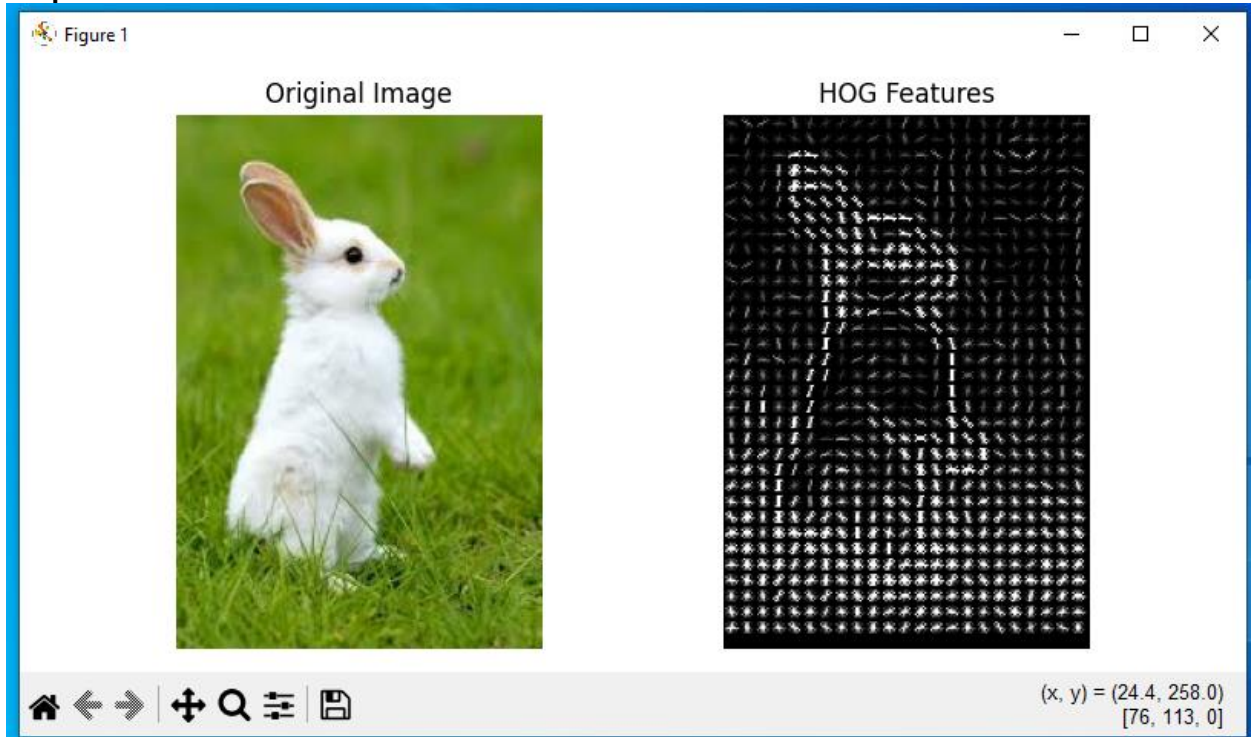 Figure 1
Original Image
HOG Features
(x, y) = (24.4, 258.0)
[76, 113, 0]